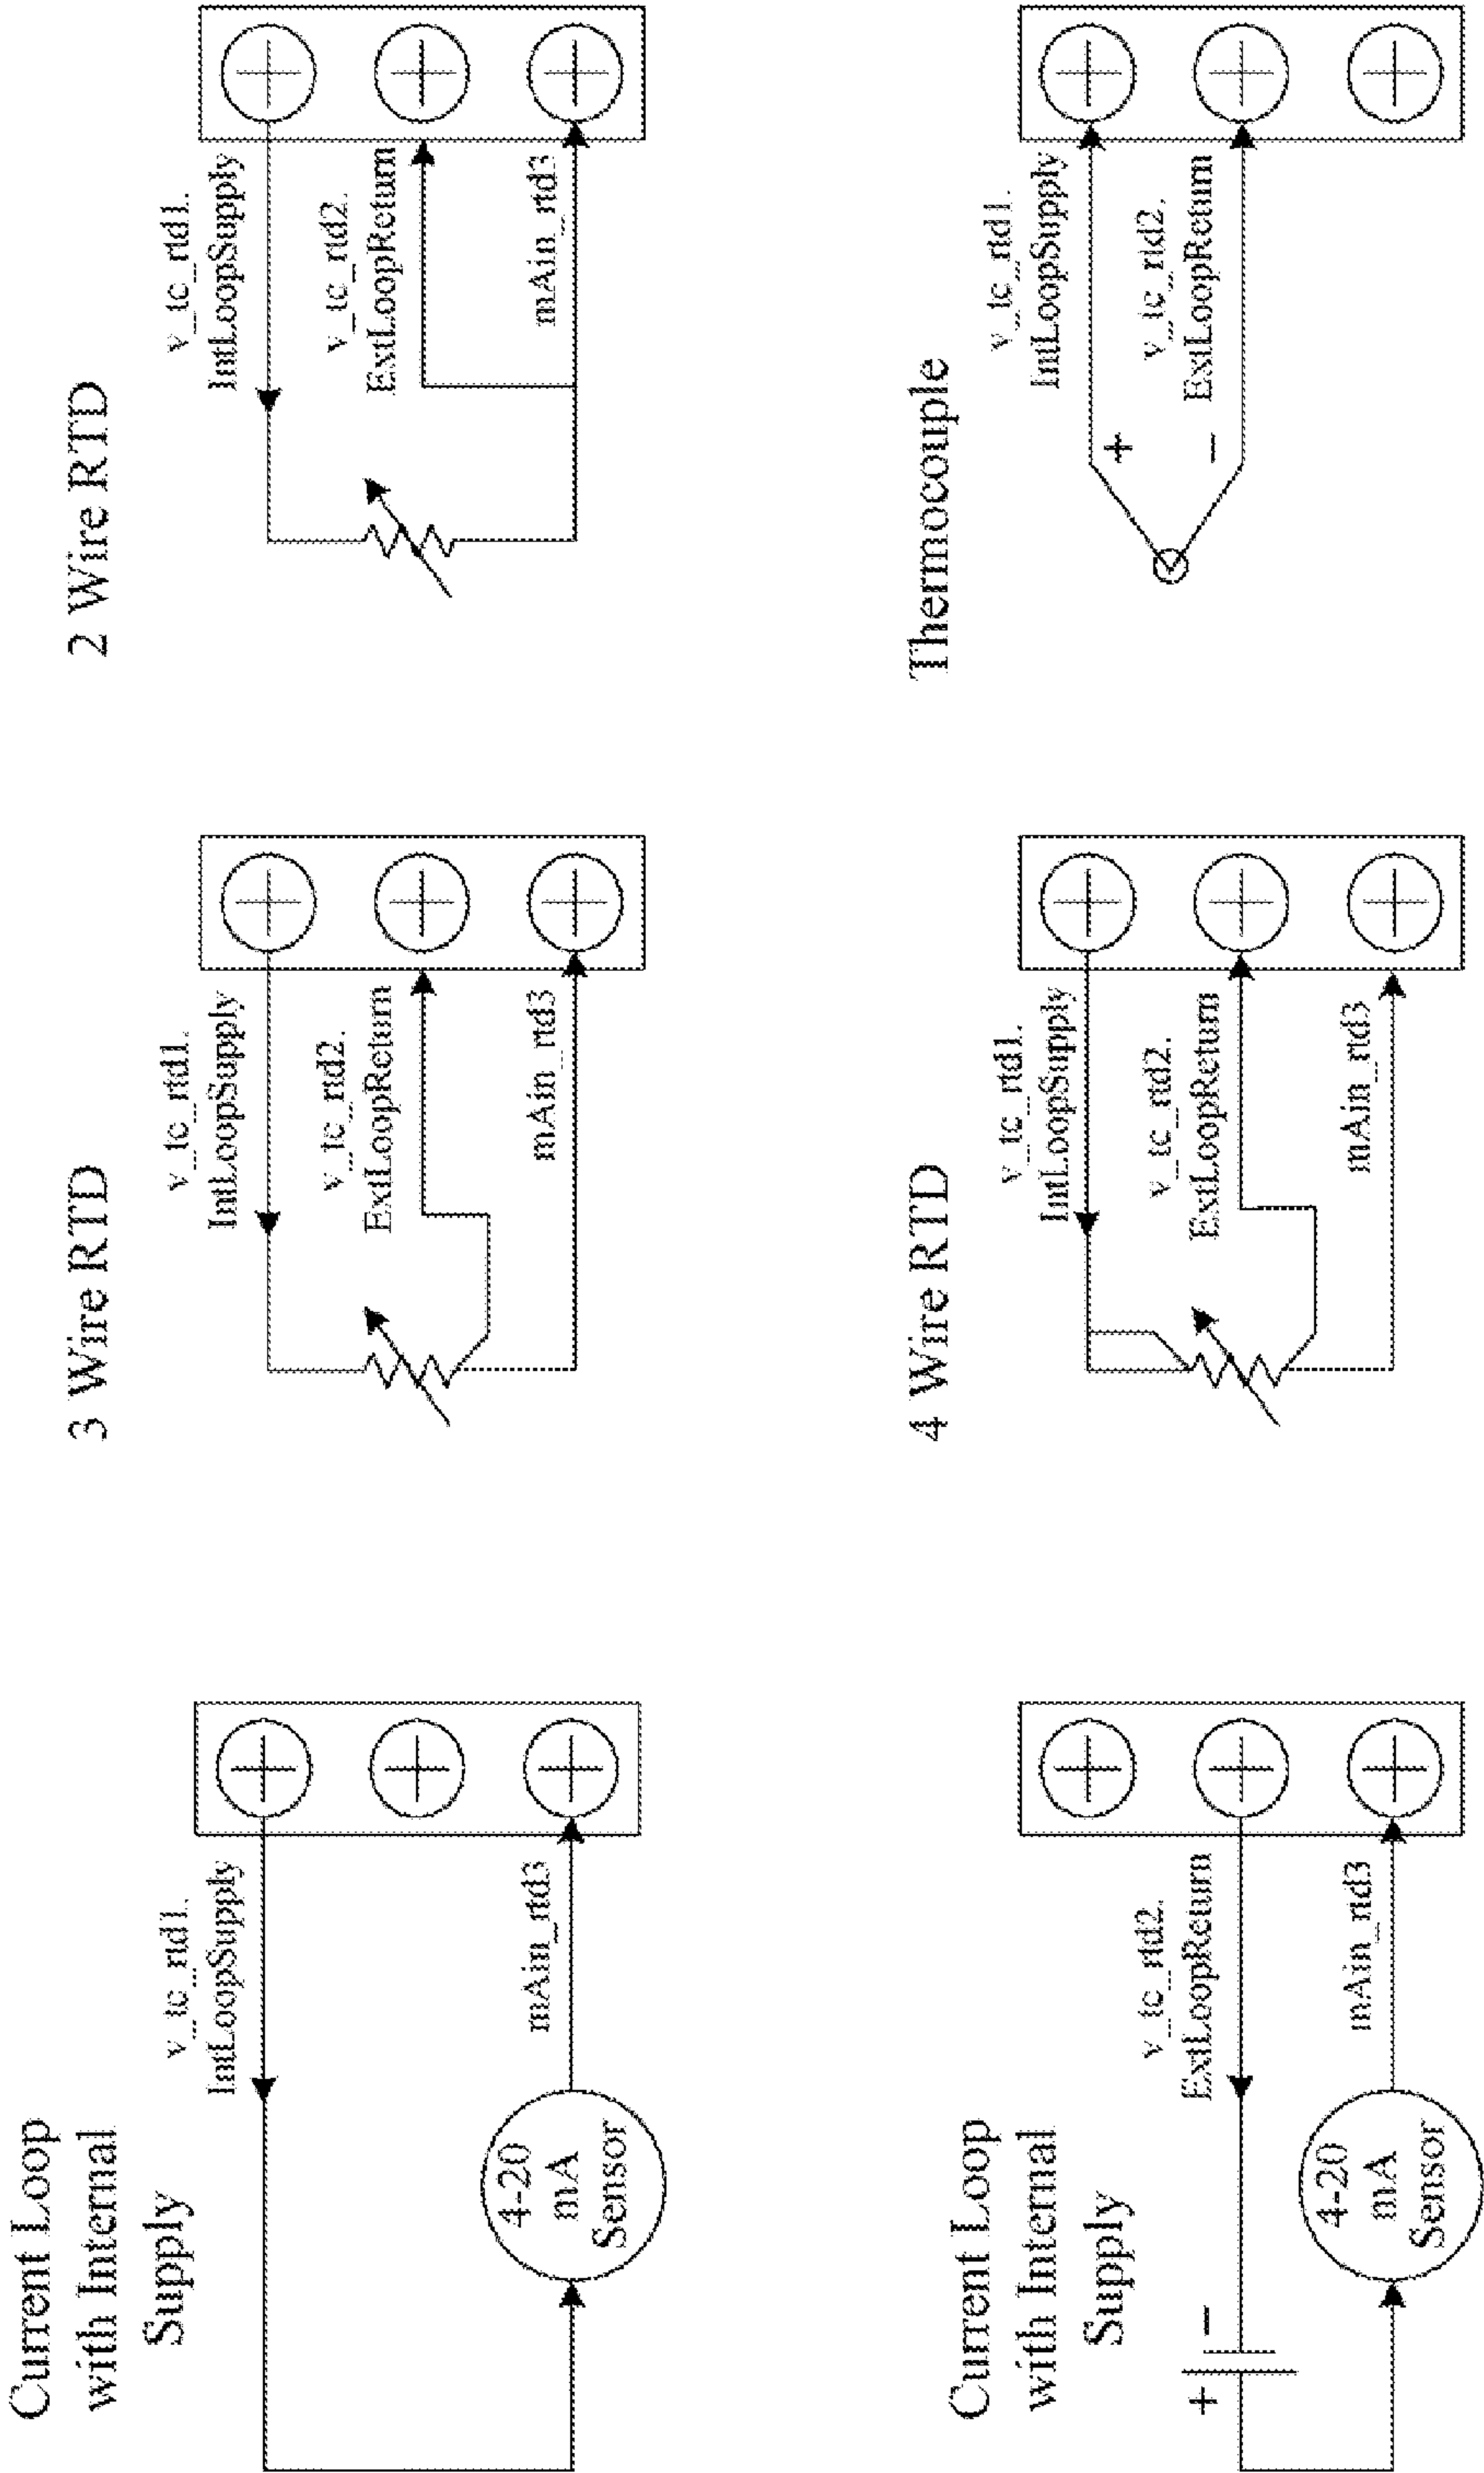 Current Loop
with Internal
Supply
v_tc_rtd1.
IntLoopSupply
4-20
mA
Sensor
mAin_rtd3
3 Wire RTD
v_tc_rtd1.
IntLoopSupply
v_tc_rtd2.
ExtLoopReturn
mAin_rtd3
2 Wire RTD
v_tc_rtd1.
IntLoopSupply
v_tc_rtd2.
ExtLoopReturn
mAin_rtd3
Current Loop
with Internal
Supply
+ −
v_tc_rtd2.
ExtLoopReturn
4-20
mA
Sensor
mAin_rtd3
4 Wire RTD
v_tc_rtd1.
IntLoopSupply
v_tc_rtd2.
ExtLoopReturn
mAin_rtd3
Thermocouple
v_tc_rtd1.
IntLoopSupply
+
v_tc_rtd2.
ExtLoopReturn
−